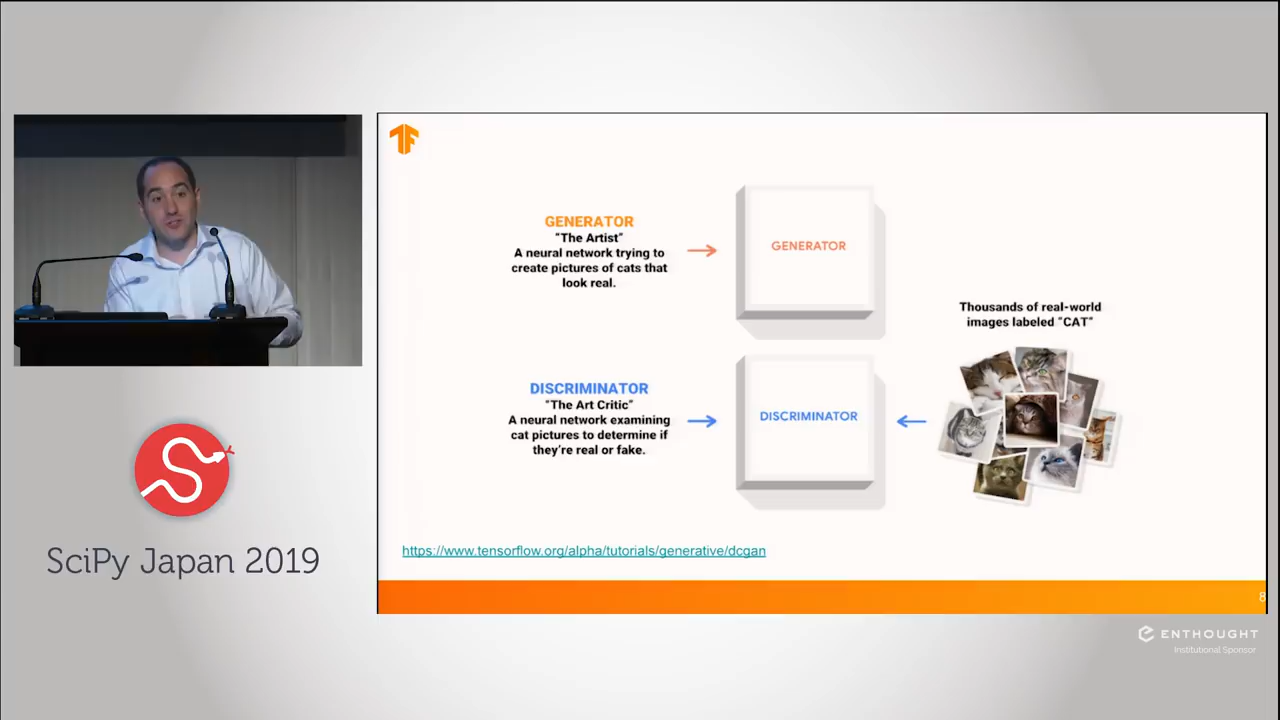 GENERATOR
“The Artist”
A neural network trying to
create pictures of cats that
look real.
GENERATOR
Thousands of real-world
images labeled “CAT”
DISCRIMINATOR
“The Art Critic”
A neural network examining
cat pictures to determine if
they're real or fake.
DISCRIMINATOR
https://www.tensorflow.org/alpha/tutorials/generative/dcgan
8
SciPy Japan 2019
ENTHOUGHT
Institutional Sponsor